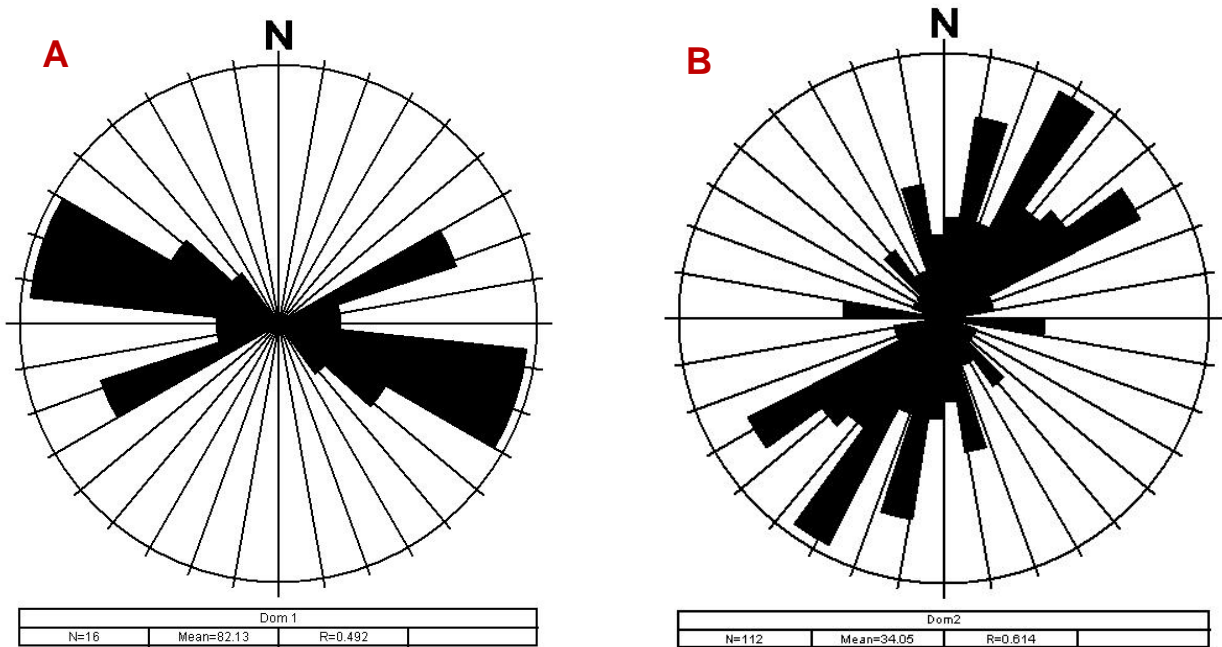 A
N
Dom 1
N=16 Mean=82.13 R=0.492
B
N
Dom2
N=112 Mean=34.05 R=0.614